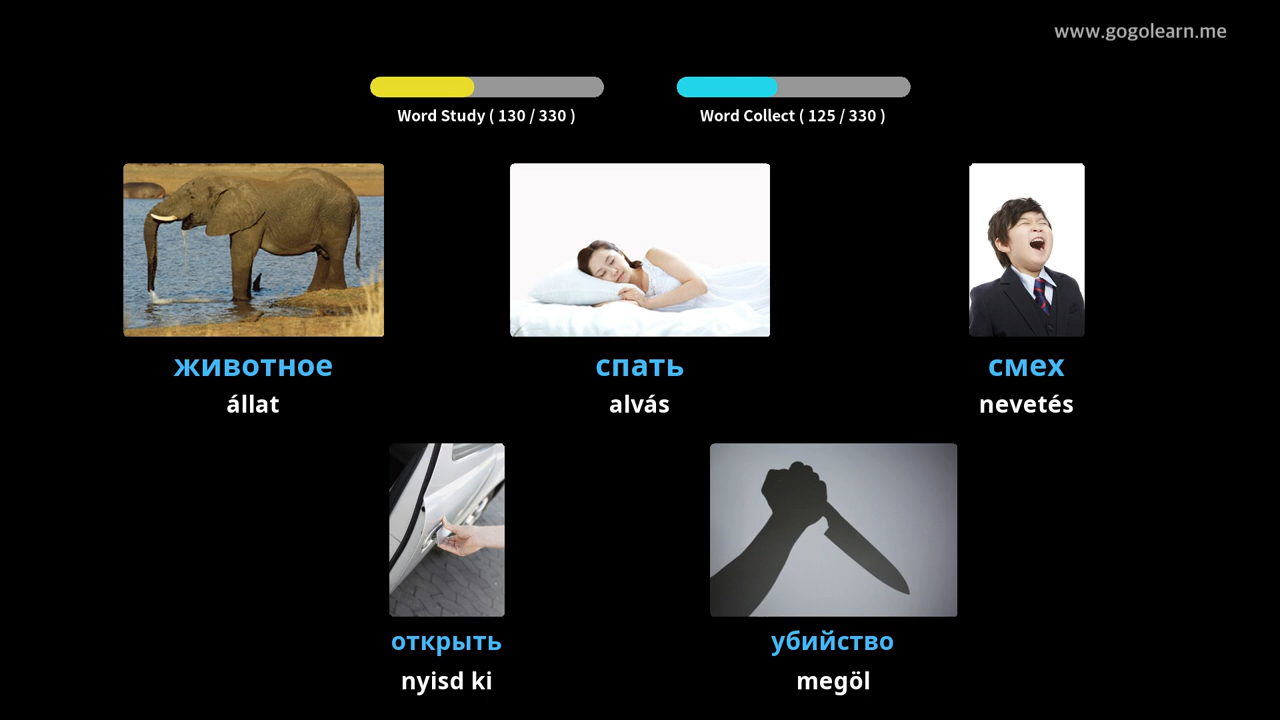 www.gogolearn.me
Word Study ( 130 / 330 )
Word Collect ( 125 / 330 )
животное
állat
спать
alvás
смех
nevetés
открыть
nyisd ki
убийство
megöl